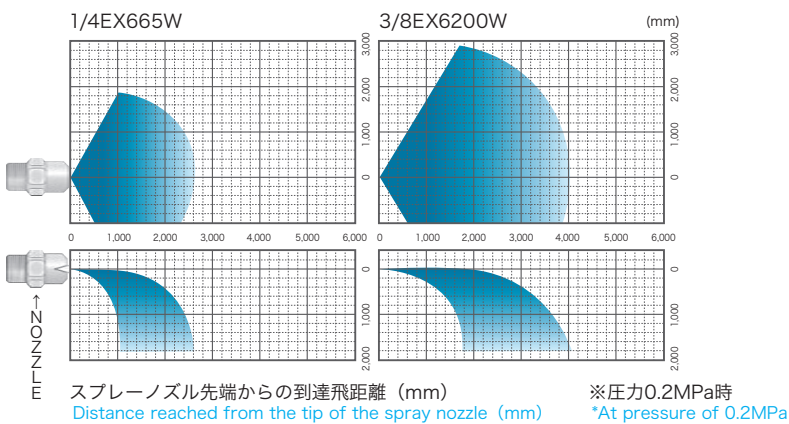 1/4EX665W
3/8EX6200W
(mm)
3,000
2,000
1,000
0
3,000
2,000
1,000
0
0 1,000 2,000 3,000 4,000 5,000 6,000
0 1,000 2,000 3,000 4,000 5,000 6,000
0
1,000
2,000
0
1,000
2,000
↑NOZZLE
スプレーノズル先端からの到達飛距離（mm）
Distance reached from the tip of the spray nozzle（mm）
※圧力0.2MPa時
*At pressure of 0.2MPa